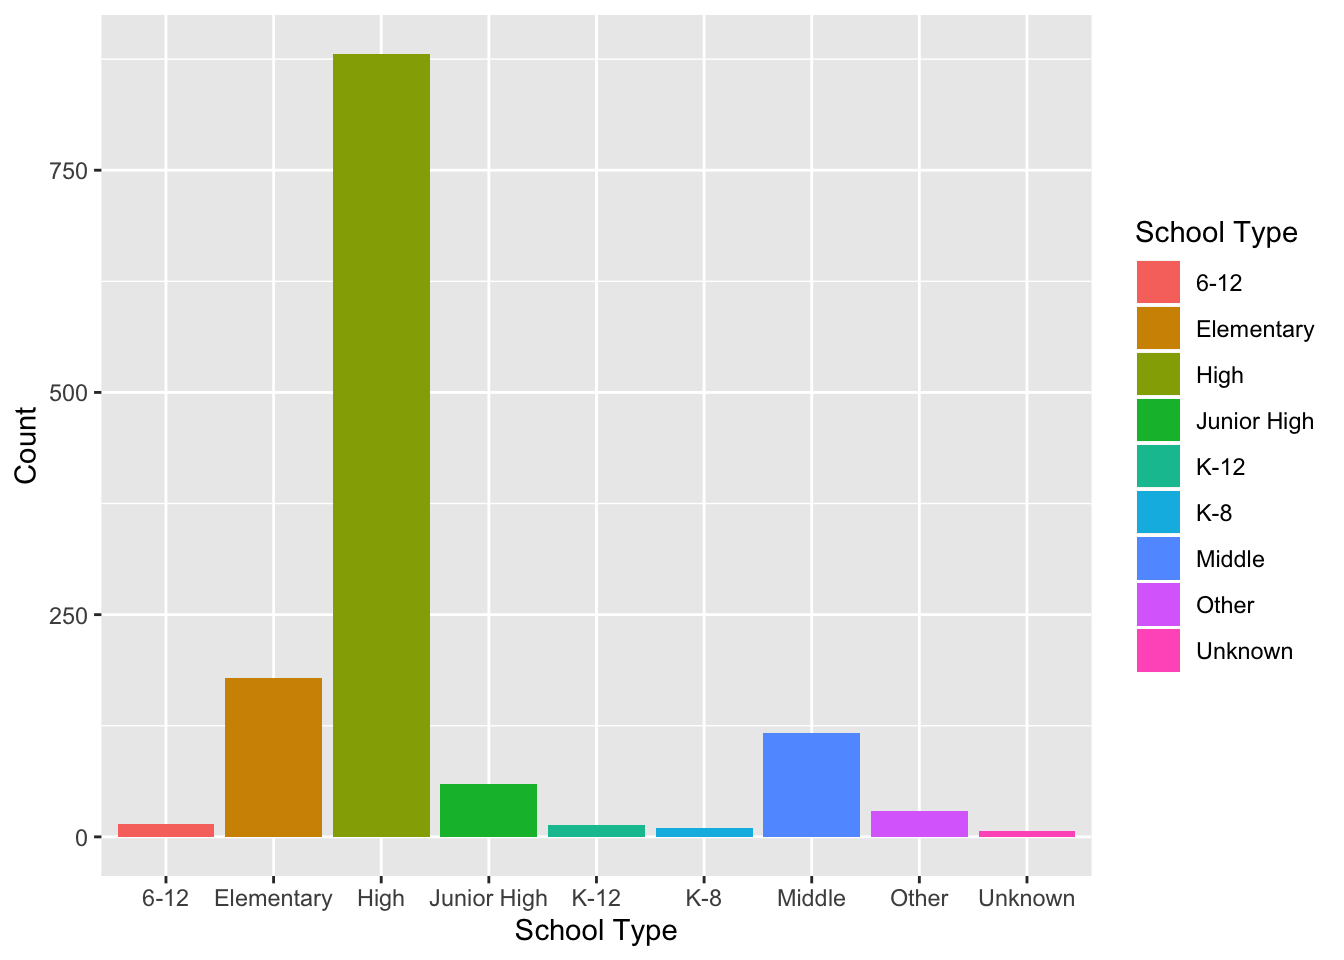 Count
750
500
250
0
6-12 Elementary High Junior High K-12 K-8 Middle Other Unknown
School Type
School Type
6-12
Elementary
High
Junior High
K-12
K-8
Middle
Other
Unknown